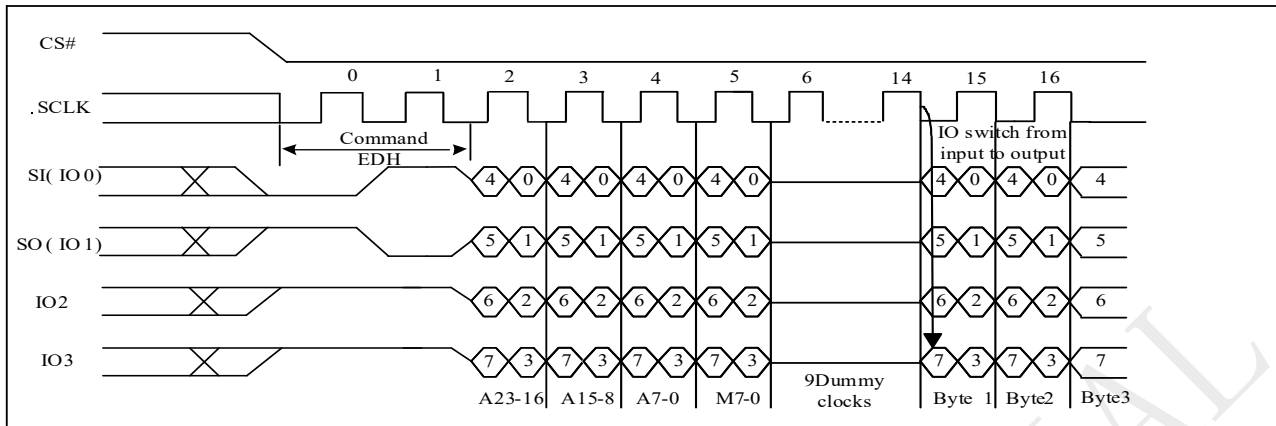 CS#
0 1 2 3 4 5 6 14 15 16
.SCLK
Command
EDH
IO switch from
input to output
SI( IO 0)
4 0 4 0 4 0 4 0 4 0 4 0 4
SO ( IO 1)
5 1 5 1 5 1 5 1 5 1 5 1 5
IO2
6 2 6 2 6 2 6 2 6 2 6 2 6
IO3
7 3 7 3 7 3 7 3 7 3 7 3 7
A23-16 A15-8 A7-0 M7-0
9Dummy
clocks
Byte 1 Byte2 Byte3